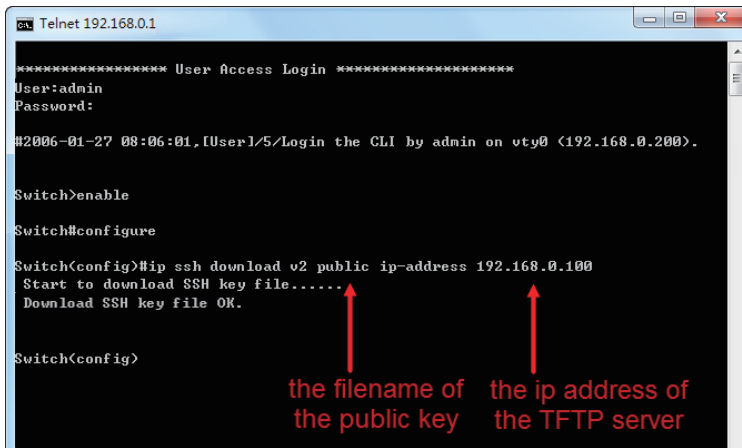 Telnet 192.168.0.1
***************** User Access Login ********************
User:admin
Password:
#2006-01-27 08:06:01,[User]/5/Login the CLI by admin on vty0 (192.168.0.200).
Switch>enable
Switch#configure
Switch(config)#ip ssh download v2 public ip-address 192.168.0.100
Start to download SSH key file......
Download SSH key file OK.
Switch(config)
the filename of the public key
the ip address of the TFTP server